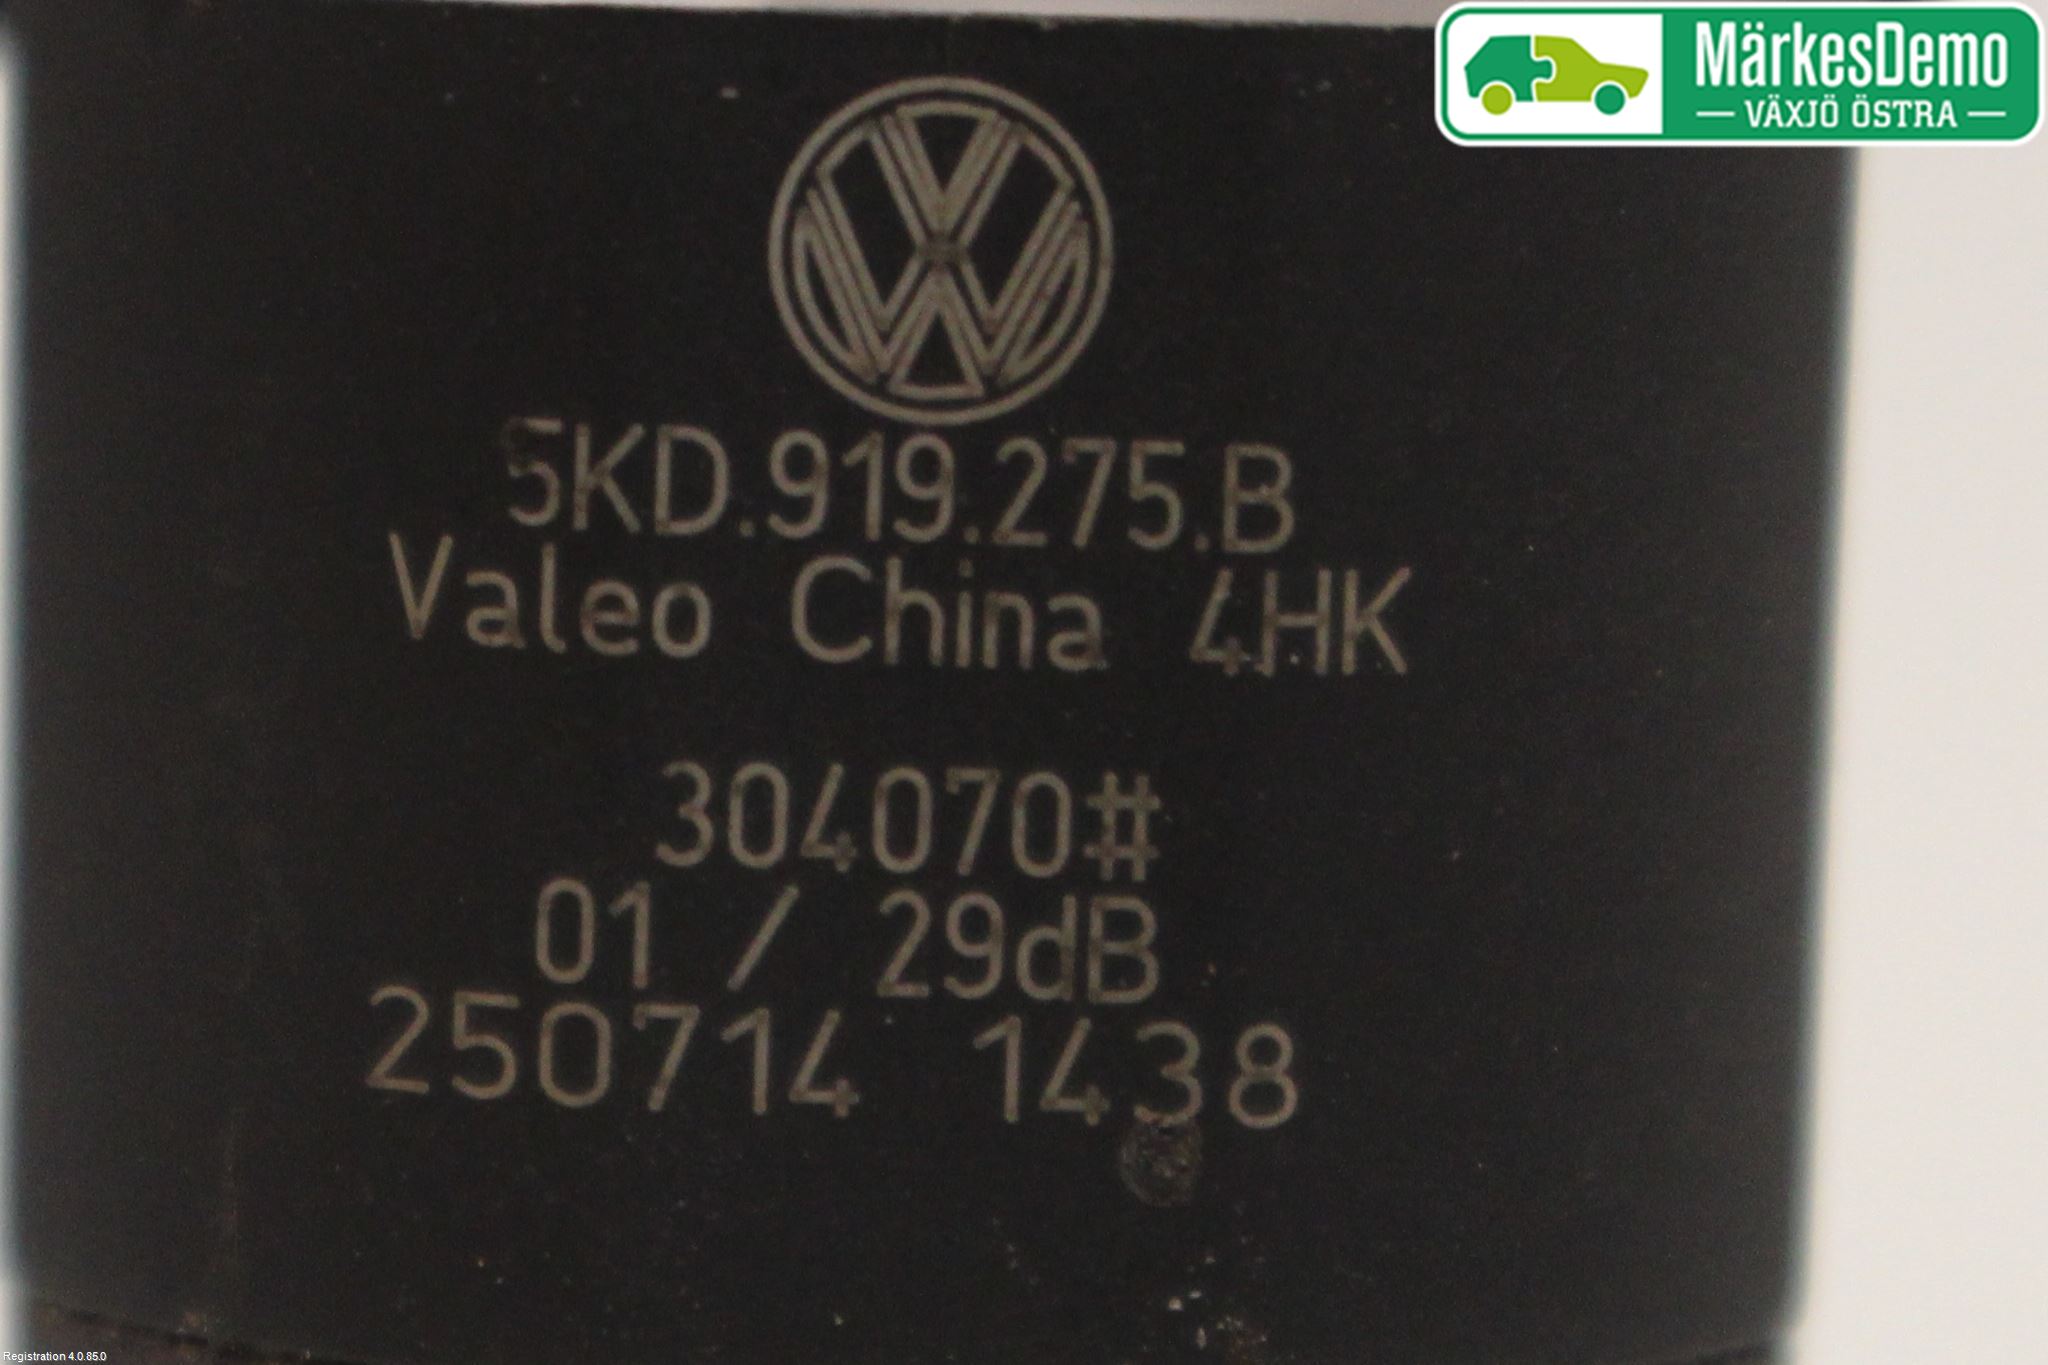 MärkesDemo
VÄXJÖ ÖSTRA
5KD.919.275.B
Valeo China 4HK
304070#
01 / 29dB
250714 1438
Registration 4.0.85.0